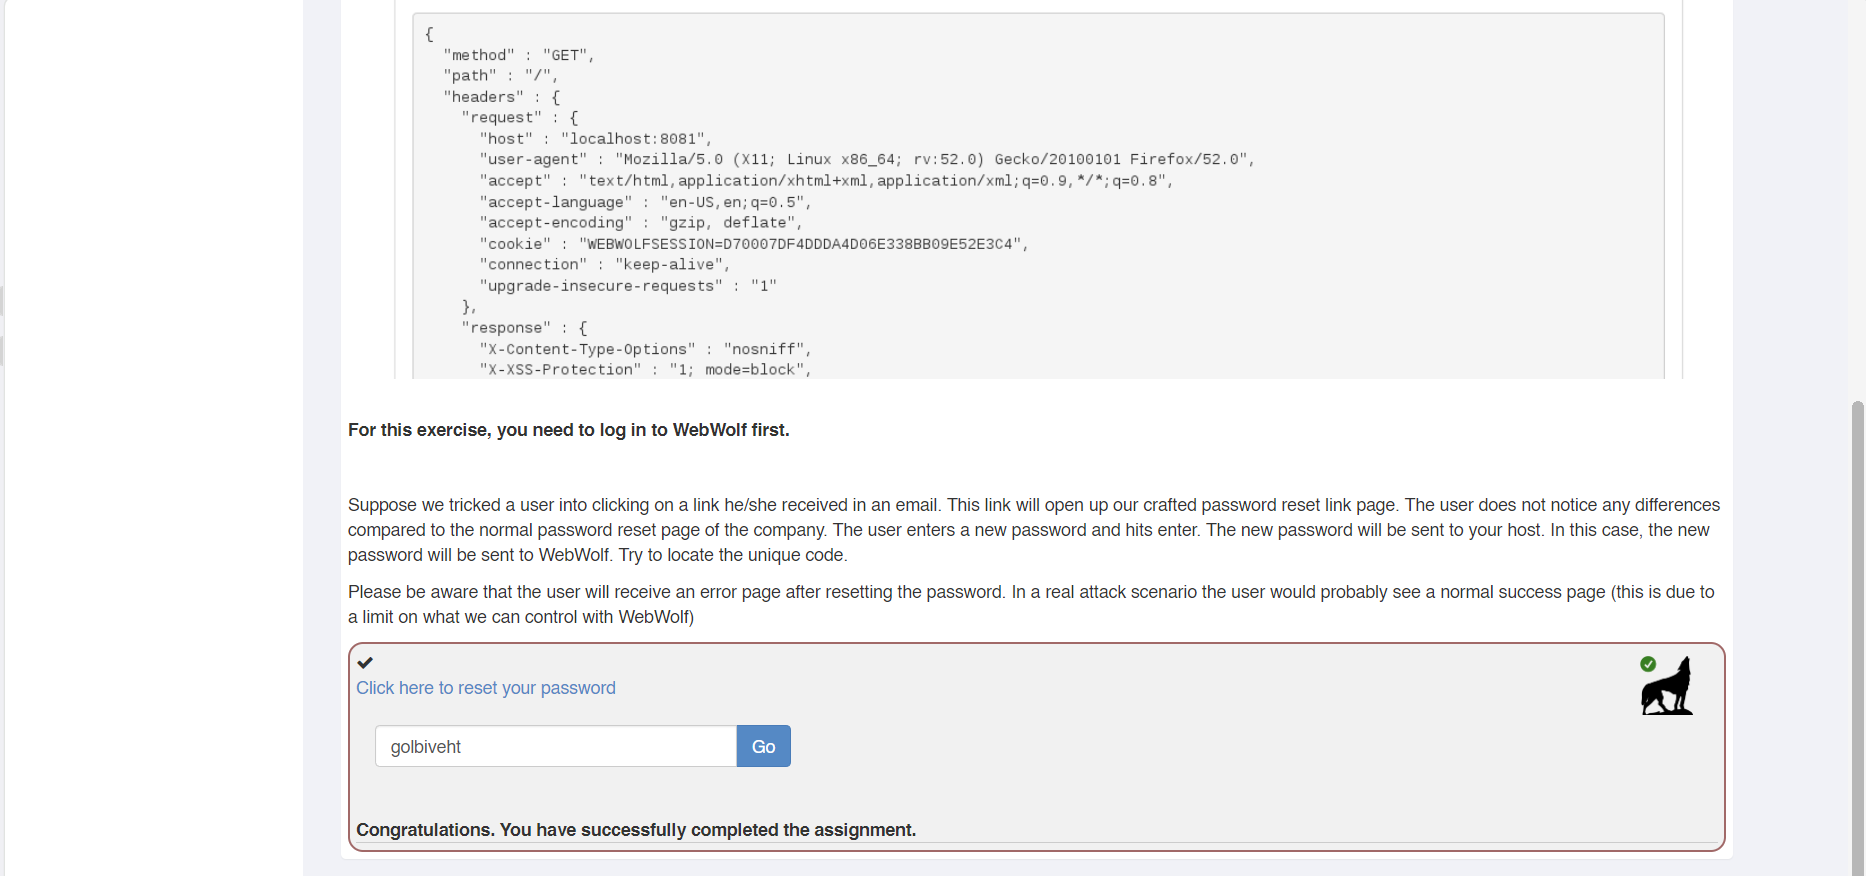 {
"method" : "GET",
"path" : "/",
"headers" : {
"request" : {
"host" : "localhost:8081",
"user-agent" : "Mozilla/5.0 (X11; Linux x86_64; rv:52.0) Gecko/20100101 Firefox/52.0",
"accept" : "text/html,application/xhtml+xml,application/xml;q=0.9,*/*;q=0.8",
"accept-language" : "en-US,en;q=0.5",
"accept-encoding" : "gzip, deflate",
"cookie" : "WEBWOLFSESSION=D70007DF4DDDA4D06E338BB09E52E3C4",
"connection" : "keep-alive",
"upgrade-insecure-requests" : "1"
},
"response" : {
"X-Content-Type-Options" : "nosniff",
"X-XSS-Protection" : "1; mode=block",
For this exercise, you need to log in to WebWolf first.
Suppose we tricked a user into clicking on a link he/she received in an email. This link will open up our crafted password reset link page. The user does not notice any differences
compared to the normal password reset page of the company. The user enters a new password and hits enter. The new password will be sent to your host. In this case, the new
password will be sent to WebWolf. Try to locate the unique code.
Please be aware that the user will receive an error page after resetting the password. In a real attack scenario the user would probably see a normal success page (this is due to
a limit on what we can control with WebWolf)
Click here to reset your password
golbiveht
Go
Congratulations. You have successfully completed the assignment.